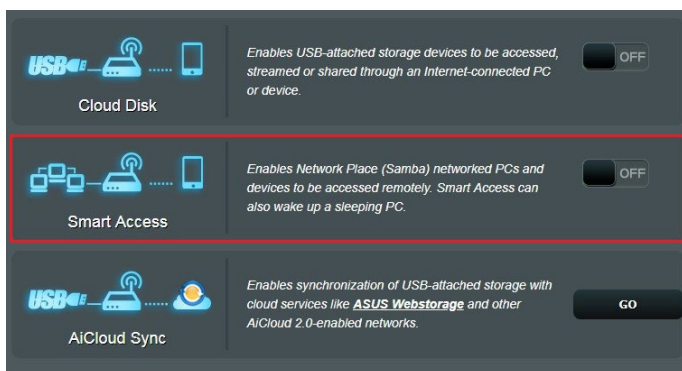 USB
Cloud Disk
Enables USB-attached storage devices to be accessed,
streamed or shared through an Internet-connected PC
or device.
OFF
Smart Access
Enables Network Place (Samba) networked PCs and
devices to be accessed remotely. Smart Access can
also wake up a sleeping PC.
OFF
USB
AiCloud Sync
Enables synchronization of USB-attached storage with
cloud services like ASUS Webstorage and other
AiCloud 2.0-enabled networks.
GO